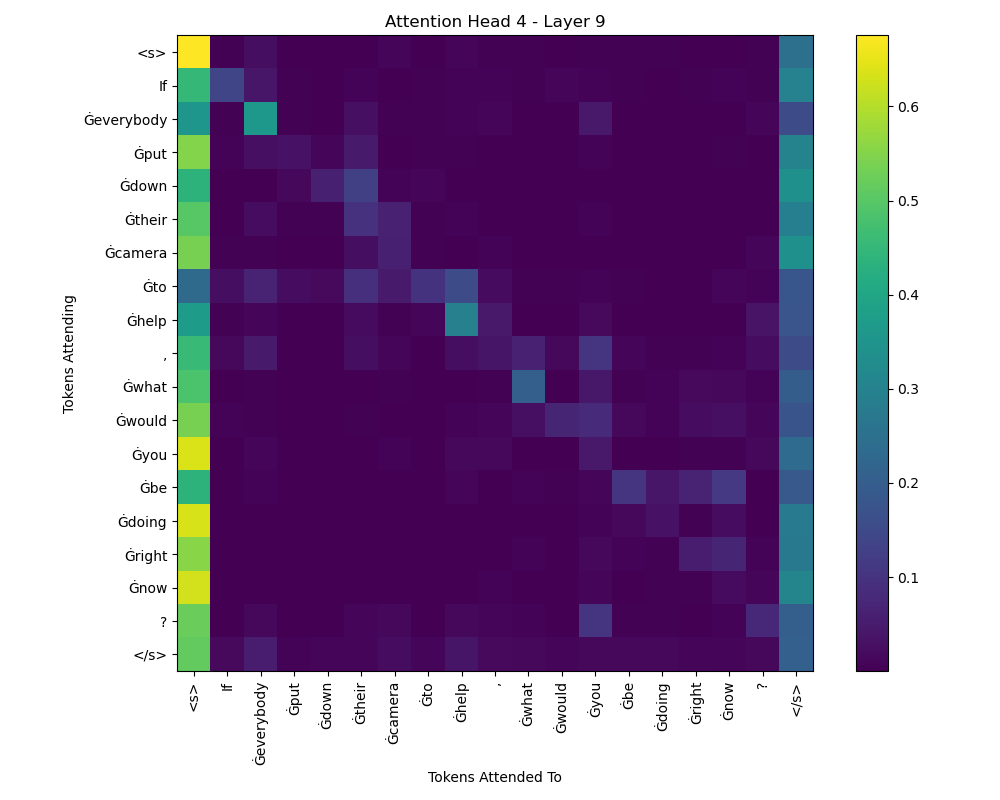 Attention Head 4 - Layer 9
Tokens Attending
<s>
If
Ġeverybody
Ġput
Ġdown
Ġtheir
Ġcamera
Ġto
Ġhelp
,
Ġwhat
Ġwould
Ġyou
Ġbe
Ġdoing
Ġright
Ġnow
?
</s>
<s>
If
Ġeverybody
Ġput
Ġdown
Ġtheir
Ġcamera
Ġto
Ġhelp
,
Ġwhat
Ġwould
Ġyou
Ġbe
Ġdoing
Ġright
Ġnow
?
</s>
Tokens Attended To
0.6
0.5
0.4
0.3
0.2
0.1